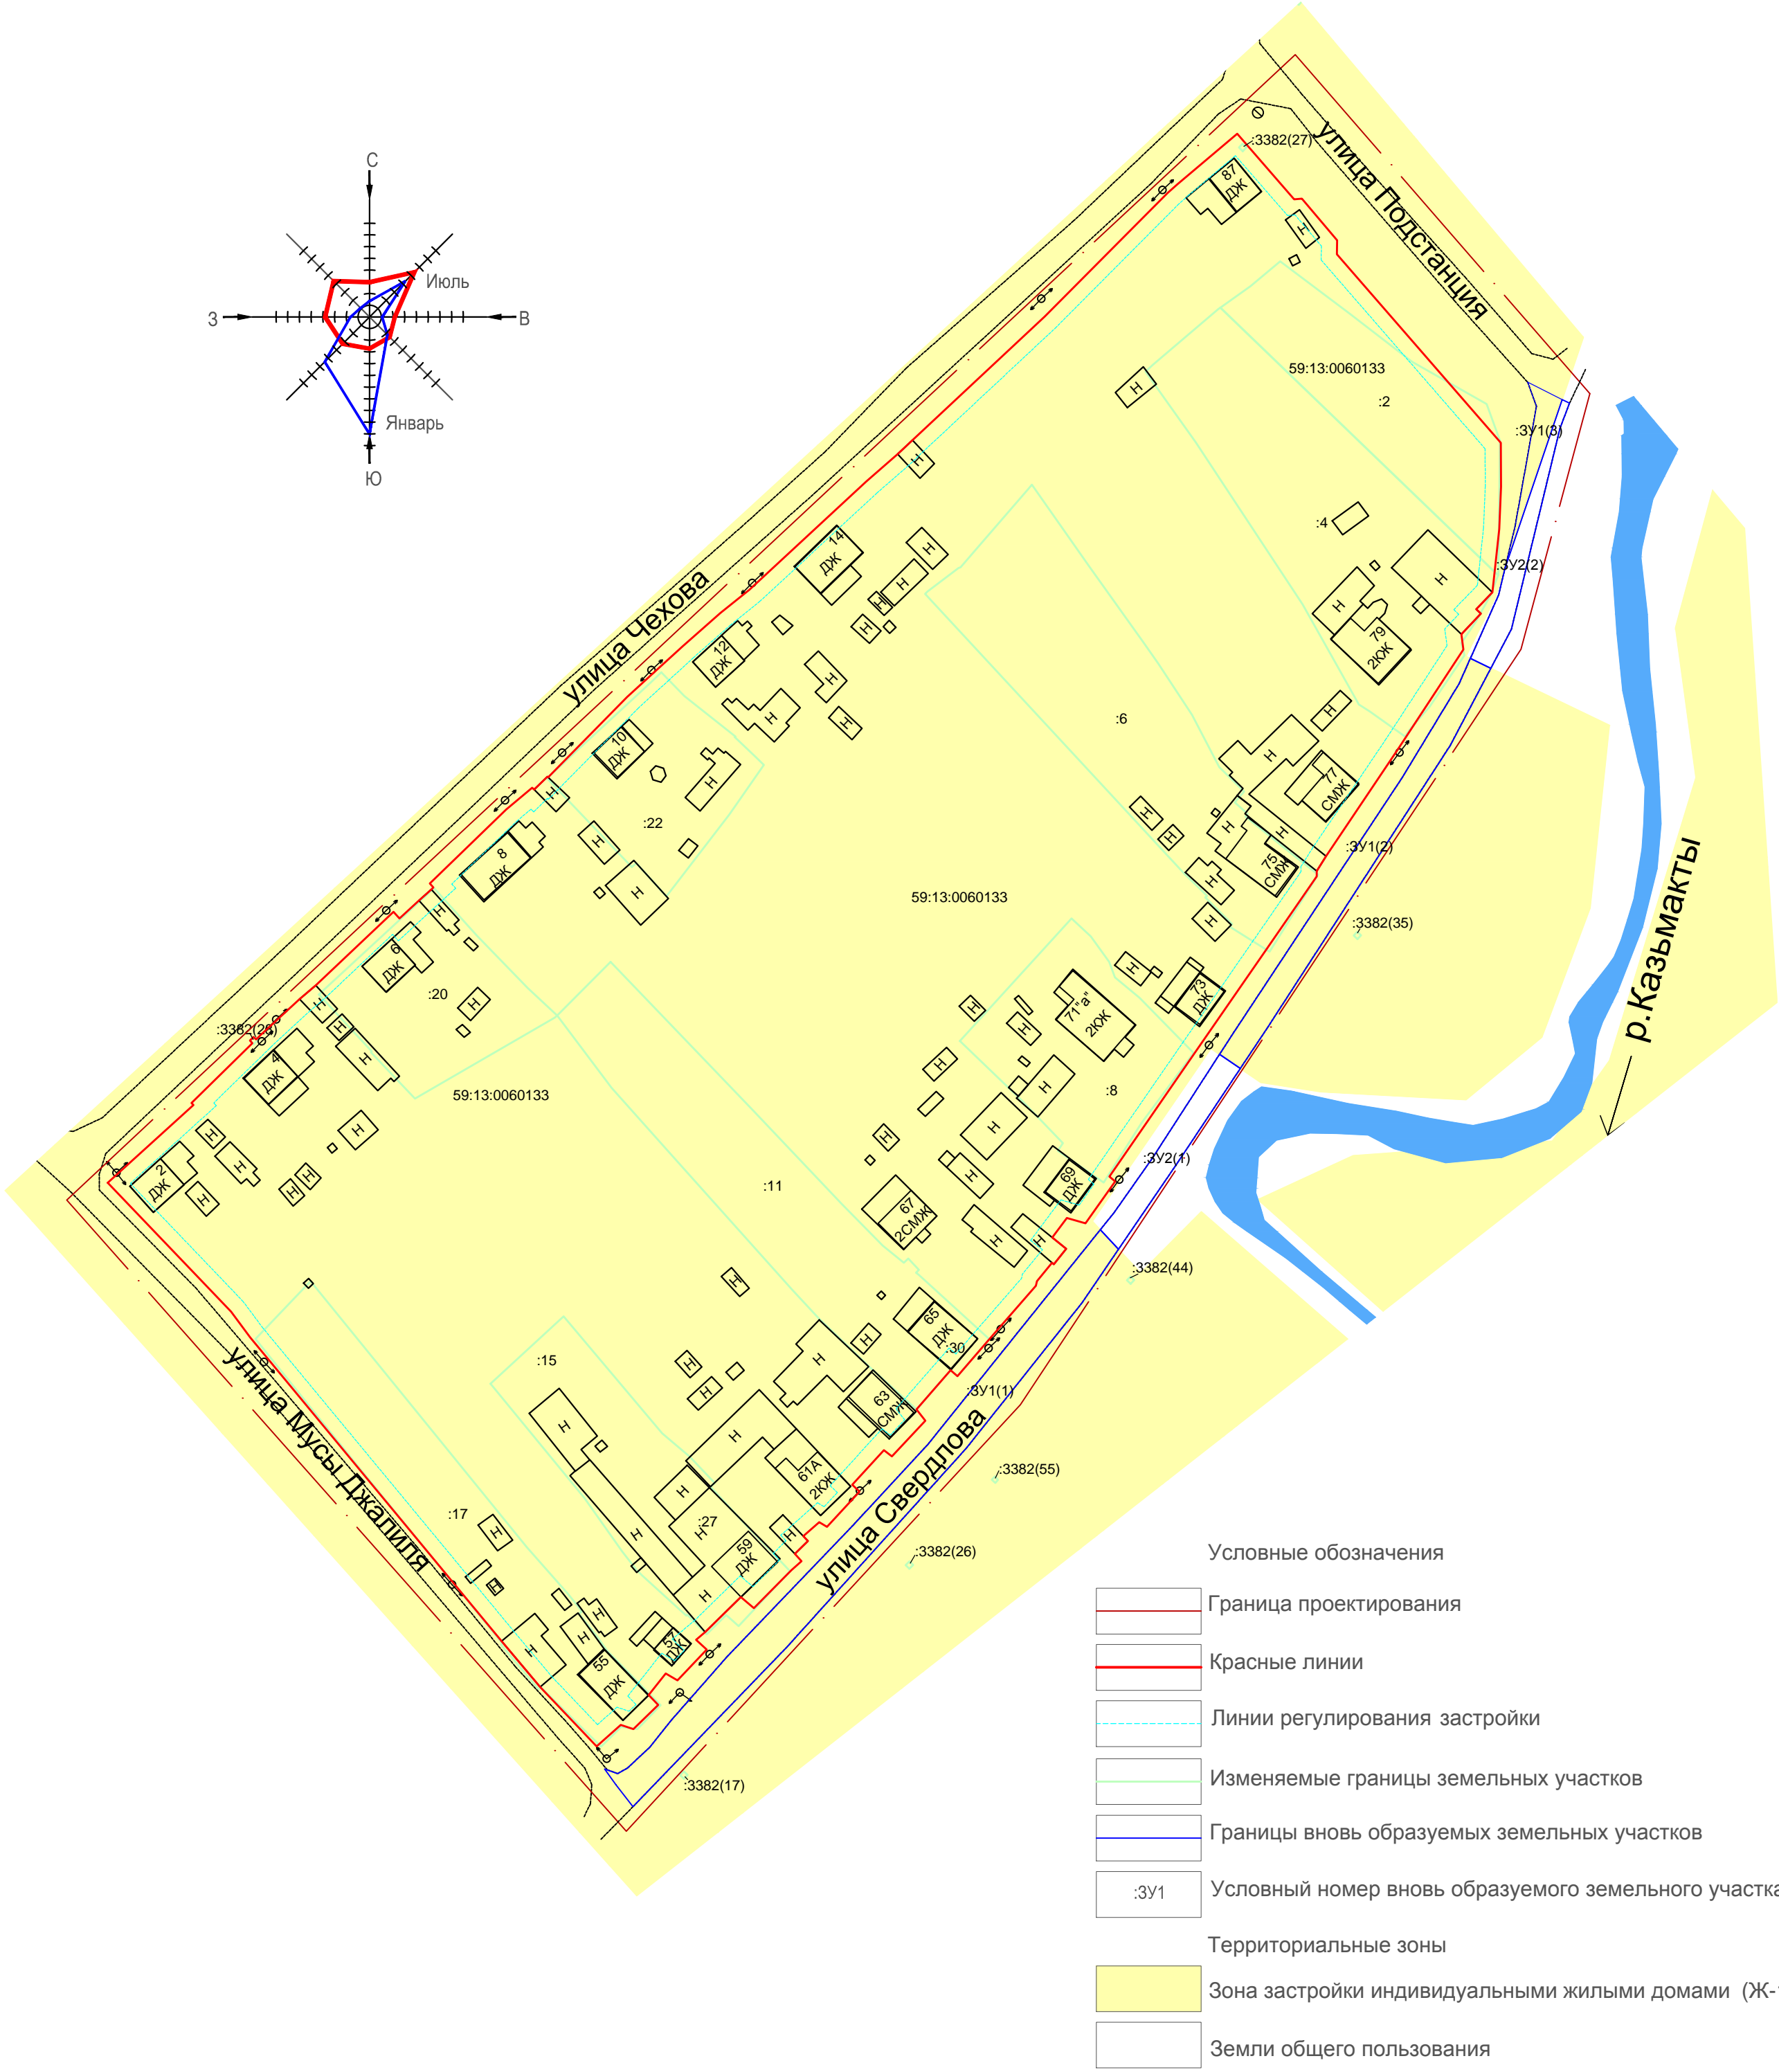 С
Июль
З
В
Январь
Ю
улица Подстанция
:3382(27)
87
ДЖ
Н
59:13:0060133
:2
:ЗУ1(3)
Н
Н
:4
:ЗУ2(2)
14
ДЖ
Н
Н
Н
Н
Н
Н
79
2КЖ
улица Чехова
12
ДЖ
Н
Н
Н
:6
Н
10
ДЖ
Н
Н
77
СМЖ
Н
:22
Н
Н
Н
Н
Н
Н
8
ДЖ
:ЗУ1(2)
75
СМЖ
Н
Н
59:13:0060133
Н
Н
р.Казьмакты
:3382(35)
6
ДЖ
:20
Н
Н
73
ДЖ
71"а"
2КЖ
Н
Н
Н
Н
:3382(28)
4
ДЖ
Н
Н
59:13:0060133
:8
Н
Н
Н
Н
Н
Н
:ЗУ2(1)
2
ДЖ
Н
Н
Н
:11
Н
69
ДЖ
67
2СМЖ
Н
Н
:3382(44)
Н
65
ДЖ
:30
Н
Н
:15
Н
Н
:ЗУ1(1)
63
СМЖ
улица Мусы Джалиля
Н
Н
61А
2КЖ
:3382(55)
Н
:17
Н
Н
:27
Н
Н
59
ДЖ
улица Свердлова
:3382(26)
Н
Н
Н
Н
Н
57
ДЖ
55
ДЖ
:3382(17)
Условные обозначения
Граница проектирования
Красные линии
Линии регулирования застройки
Изменяемые границы земельных участков
Границы вновь образуемых земельных участков
:ЗУ1 Условный номер вновь образуемого земельного участка
Территориальные зоны
Зона застройки индивидуальными жилыми домами (Ж-1
Земли общего пользования